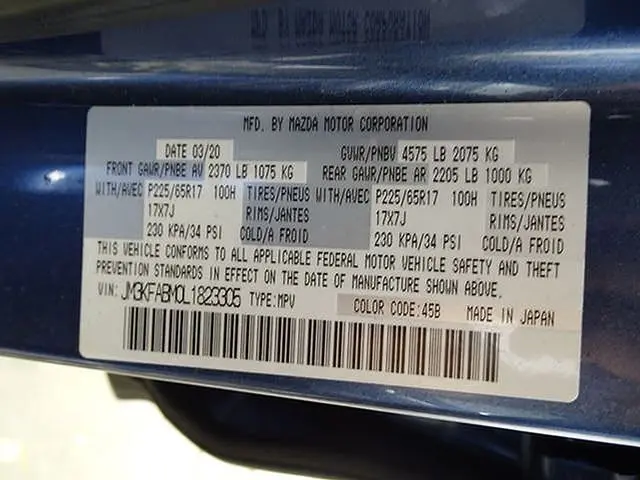 MFD. BY MAZDA MOTOR CORPORATION
DATE 03/20 GVWR/PNBV 4575 LB 2075 KG
FRONT GAWR/PNBE AV 2370 LB 1075 KG REAR GAWR/PNBE AR 2205 LB 1000 KG
WITH/AVEC P225/65R17 100H TIRES/PNEUS WITH/AVEC P225/65R17 100H TIRES/PNEUS
17X7J RIMS/JANTES 17X7J RIMS/JANTES
230 KPA/34 PSI COLD/A FROID 230 KPA/34 PSI COLD/A FROID
THIS VEHICLE CONFORMS TO ALL APPLICABLE FEDERAL MOTOR VEHICLE SAFETY AND THEFT
PREVENTION STANDARDS IN EFFECT ON THE DATE OF MANUFACTURE SHOWN ABOVE.
VIN: JM3KFABM0L1823305 TYPE:MPV COLOR CODE:45B MADE IN JAPAN